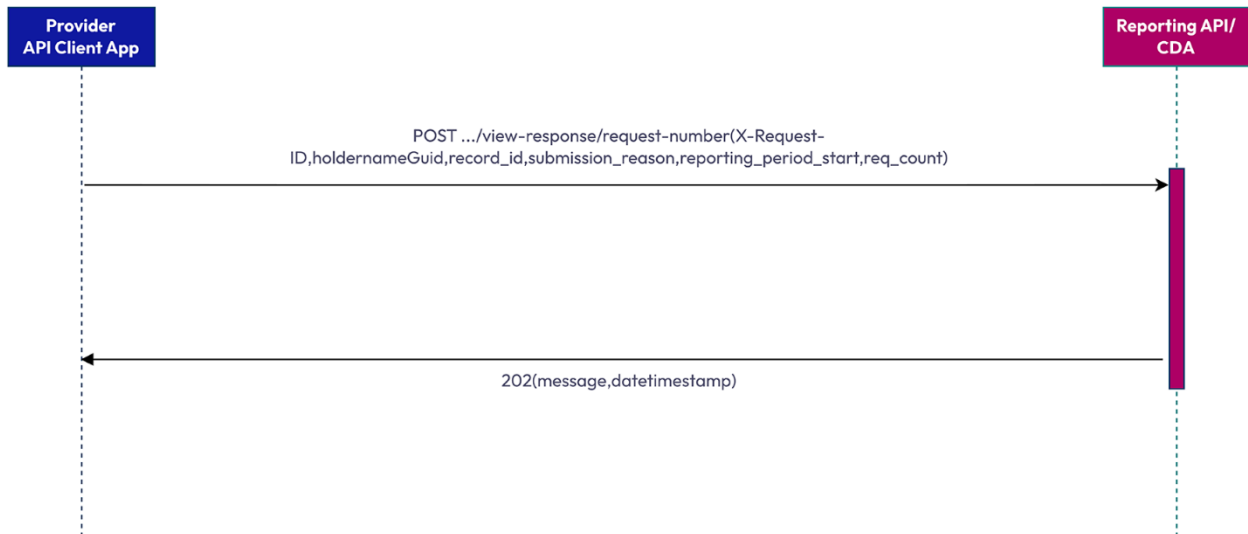 Provider
API Client App
Reporting API/
CDA
POST .../view-response/request-number(X-Request-
ID,holdernameGuid,record_id,submission_reason,reporting_period_start,req_count)
202(message,datetimestamp)